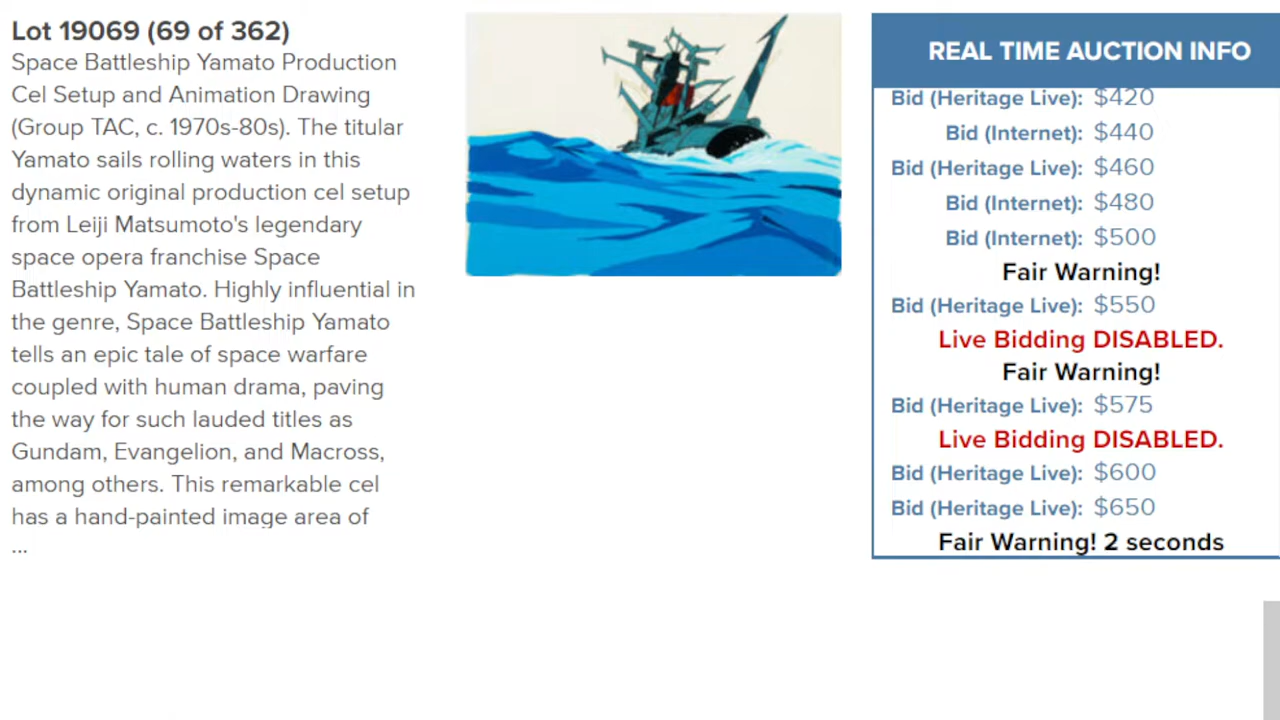 Lot 19069 (69 of 362)
Space Battleship Yamato Production
Cel Setup and Animation Drawing
(Group TAC, c. 1970s-80s). The titular
Yamato sails rolling waters in this
dynamic original production cel setup
from Leiji Matsumoto's legendary
space opera franchise Space
Battleship Yamato. Highly influential in
the genre, Space Battleship Yamato
tells an epic tale of space warfare
coupled with human drama, paving
the way for such lauded titles as
Gundam, Evangelion, and Macross,
among others. This remarkable cel
has a hand-painted image area of
...
REAL TIME AUCTION INFO
Bid (Heritage Live): $420
Bid (Internet): $440
Bid (Heritage Live): $460
Bid (Internet): $480
Bid (Internet): $500
Fair Warning!
Bid (Heritage Live): $550
Live Bidding DISABLED.
Fair Warning!
Bid (Heritage Live): $575
Live Bidding DISABLED.
Bid (Heritage Live): $600
Bid (Heritage Live): $650
Fair Warning! 2 seconds